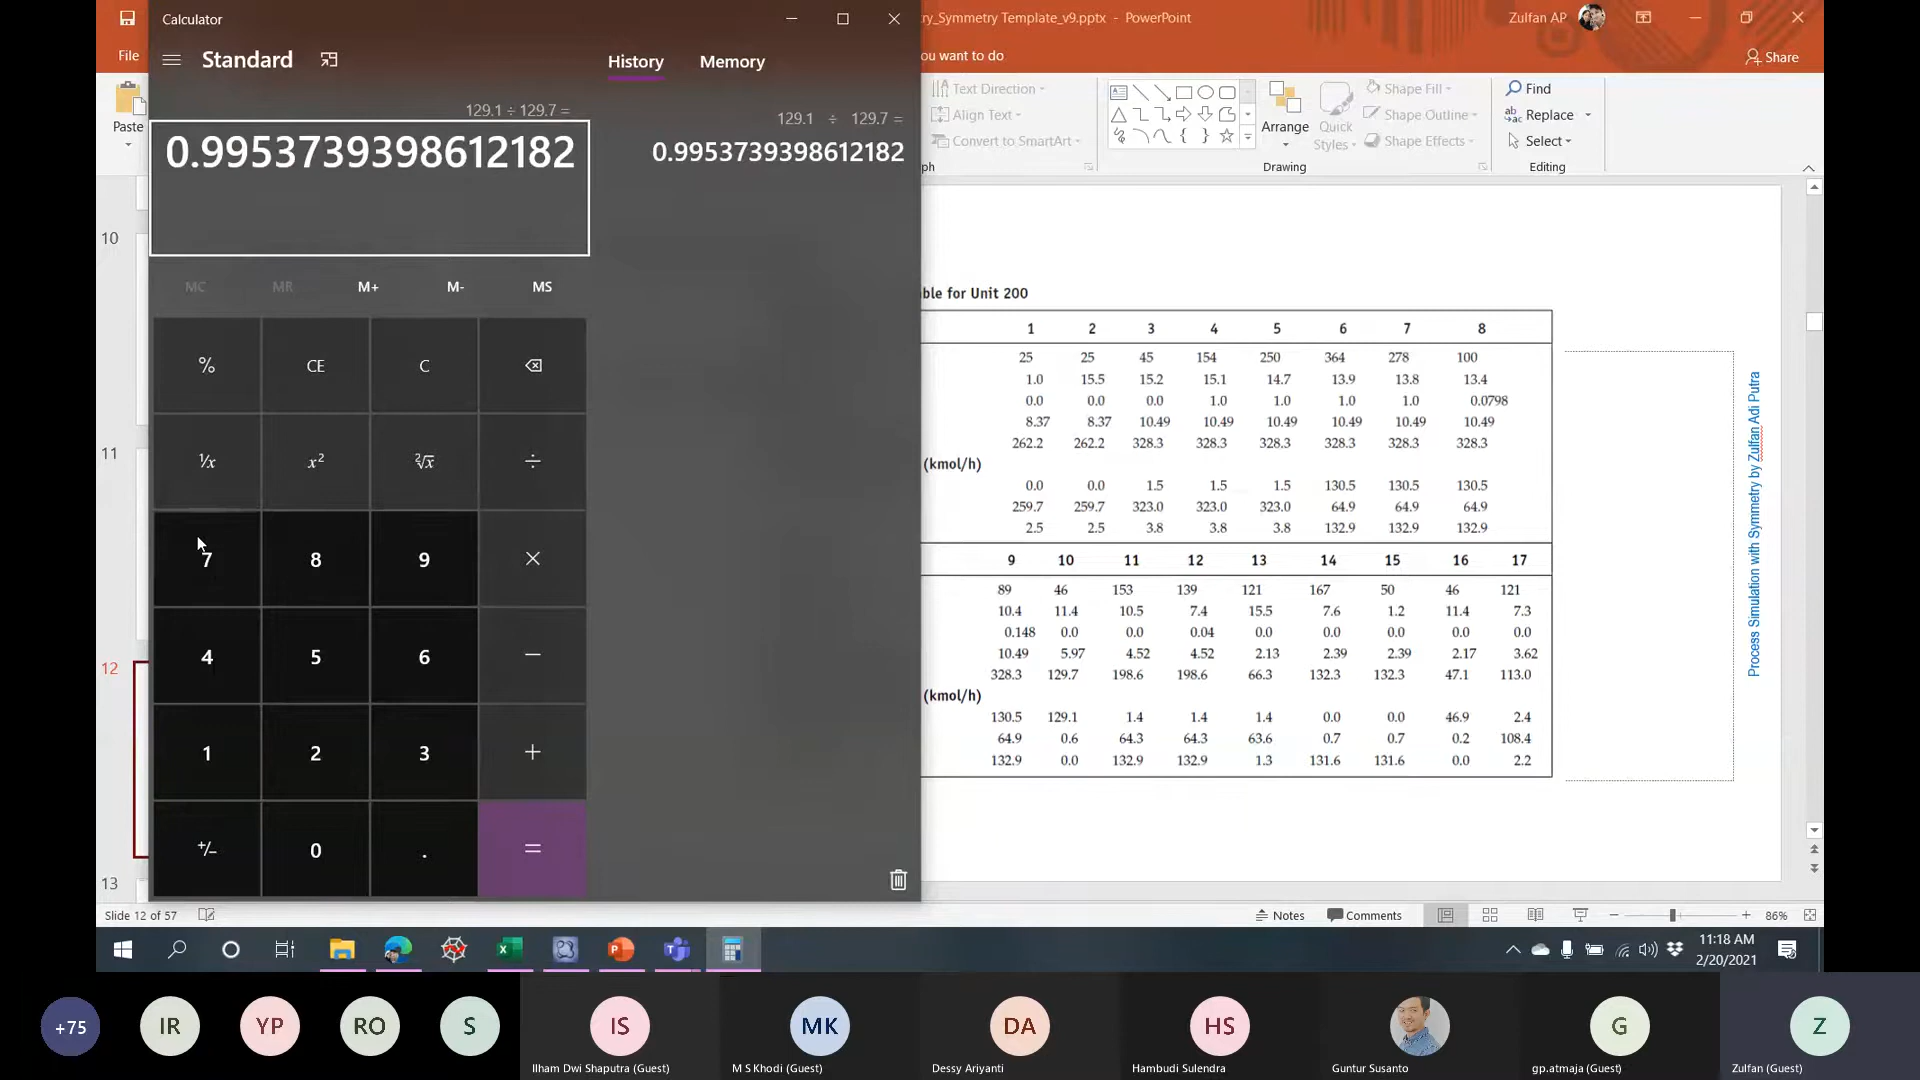 Calculator
ry_Symmetry Template_v9.pptx - PowerPoint
Zulfan AP
Standard
History
Memory
File
ou want to do
Share
129.1 ÷ 129.7 =
0.9953739398612182
129.1 ÷ 129.7 =
0.9953739398612182
Paste
Text Direction
Align Text
Convert to SmartArt
ph
Arrange
Quick
Styles
Shape Fill
Shape Outline
Shape Effects
Drawing
Find
Replace
Select
Editing
MC MR M+ M- MS
% CE C
¹/x x² ²√x ÷
7 8 9 ×
4 5 6 −
1 2 3 +
+/- 0 . =
10
11
12
13
ble for Unit 200
1 2 3 4 5 6 7 8
25 25 45 154 250 364 278 100
1.0 15.5 15.2 15.1 14.7 13.9 13.8 13.4
0.0 0.0 0.0 1.0 1.0 1.0 1.0 0.0798
8.37 8.37 10.49 10.49 10.49 10.49 10.49 10.49
262.2 262.2 328.3 328.3 328.3 328.3 328.3 328.3
(kmol/h)
0.0 0.0 1.5 1.5 1.5 130.5 130.5 130.5
259.7 259.7 323.0 323.0 323.0 64.9 64.9 64.9
2.5 2.5 3.8 3.8 3.8 132.9 132.9 132.9
9 10 11 12 13 14 15 16 17
89 46 153 139 121 167 50 46 121
10.4 11.4 10.5 7.4 15.5 7.6 1.2 11.4 7.3
0.148 0.0 0.0 0.04 0.0 0.0 0.0 0.0 0.0
10.49 5.97 4.52 4.52 2.13 2.39 2.39 2.17 3.62
328.3 129.7 198.6 198.6 66.3 132.3 132.3 47.1 113.0
(kmol/h)
130.5 129.1 1.4 1.4 1.4 0.0 0.0 46.9 2.4
64.9 0.6 64.3 64.3 63.6 0.7 0.7 0.2 108.4
132.9 0.0 132.9 132.9 1.3 131.6 131.6 0.0 2.2
Process Simulation with Symmetry by Zulfan Adi Putra
Slide 12 of 57
Notes
Comments
86%
11:18 AM
2/20/2021
+75 IR YP RO S IS MK DA HS G Z
Ilham Dwi Shaputra (Guest)
M S Khodi (Guest)
Dessy Ariyanti
Hambudi Sulendra
Guntur Susanto
gp.atmaja (Guest)
Zulfan (Guest)